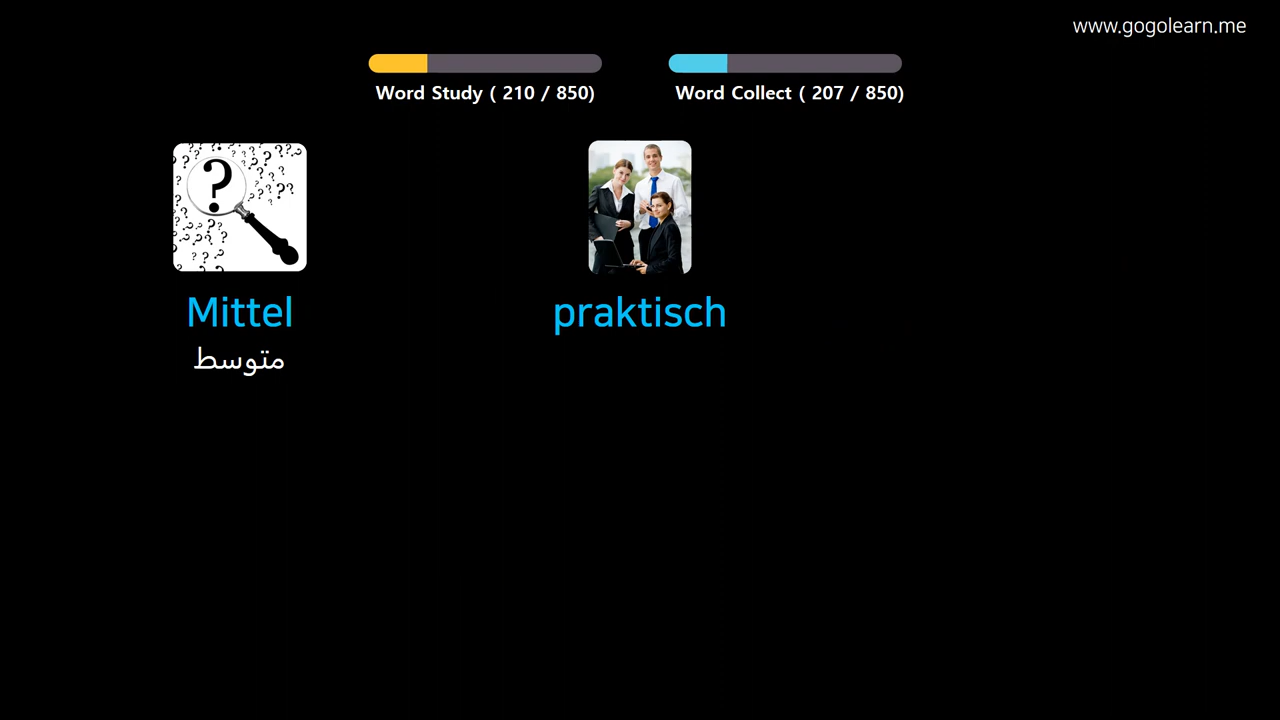 www.gogolearn.me
Word Study ( 210 / 850)
Word Collect ( 207 / 850)
Mittel
praktisch
متوسط